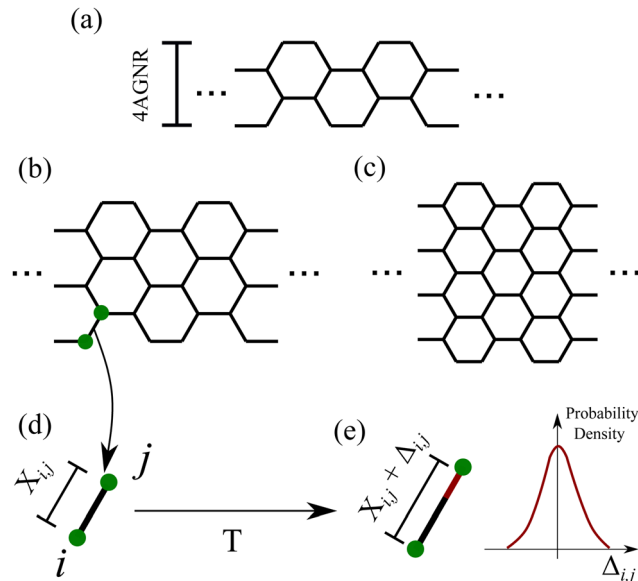 (a)
4AGNR
... ...
(b)
(c)
... ... ... ...
(d)
X_{i,j}
j
i
T
(e)
X_{i,j} + Δ_{i,j}
Probability
Density
Δ_{i,j}